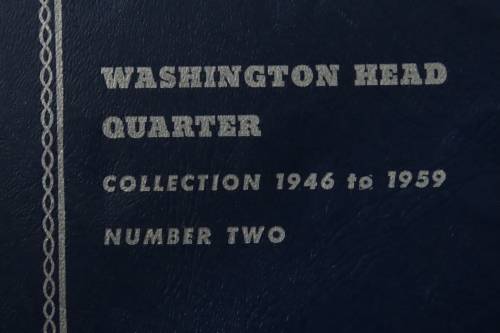 WASHINGTON HEAD
QUARTER
COLLECTION 1946 to 1959
NUMBER TWO